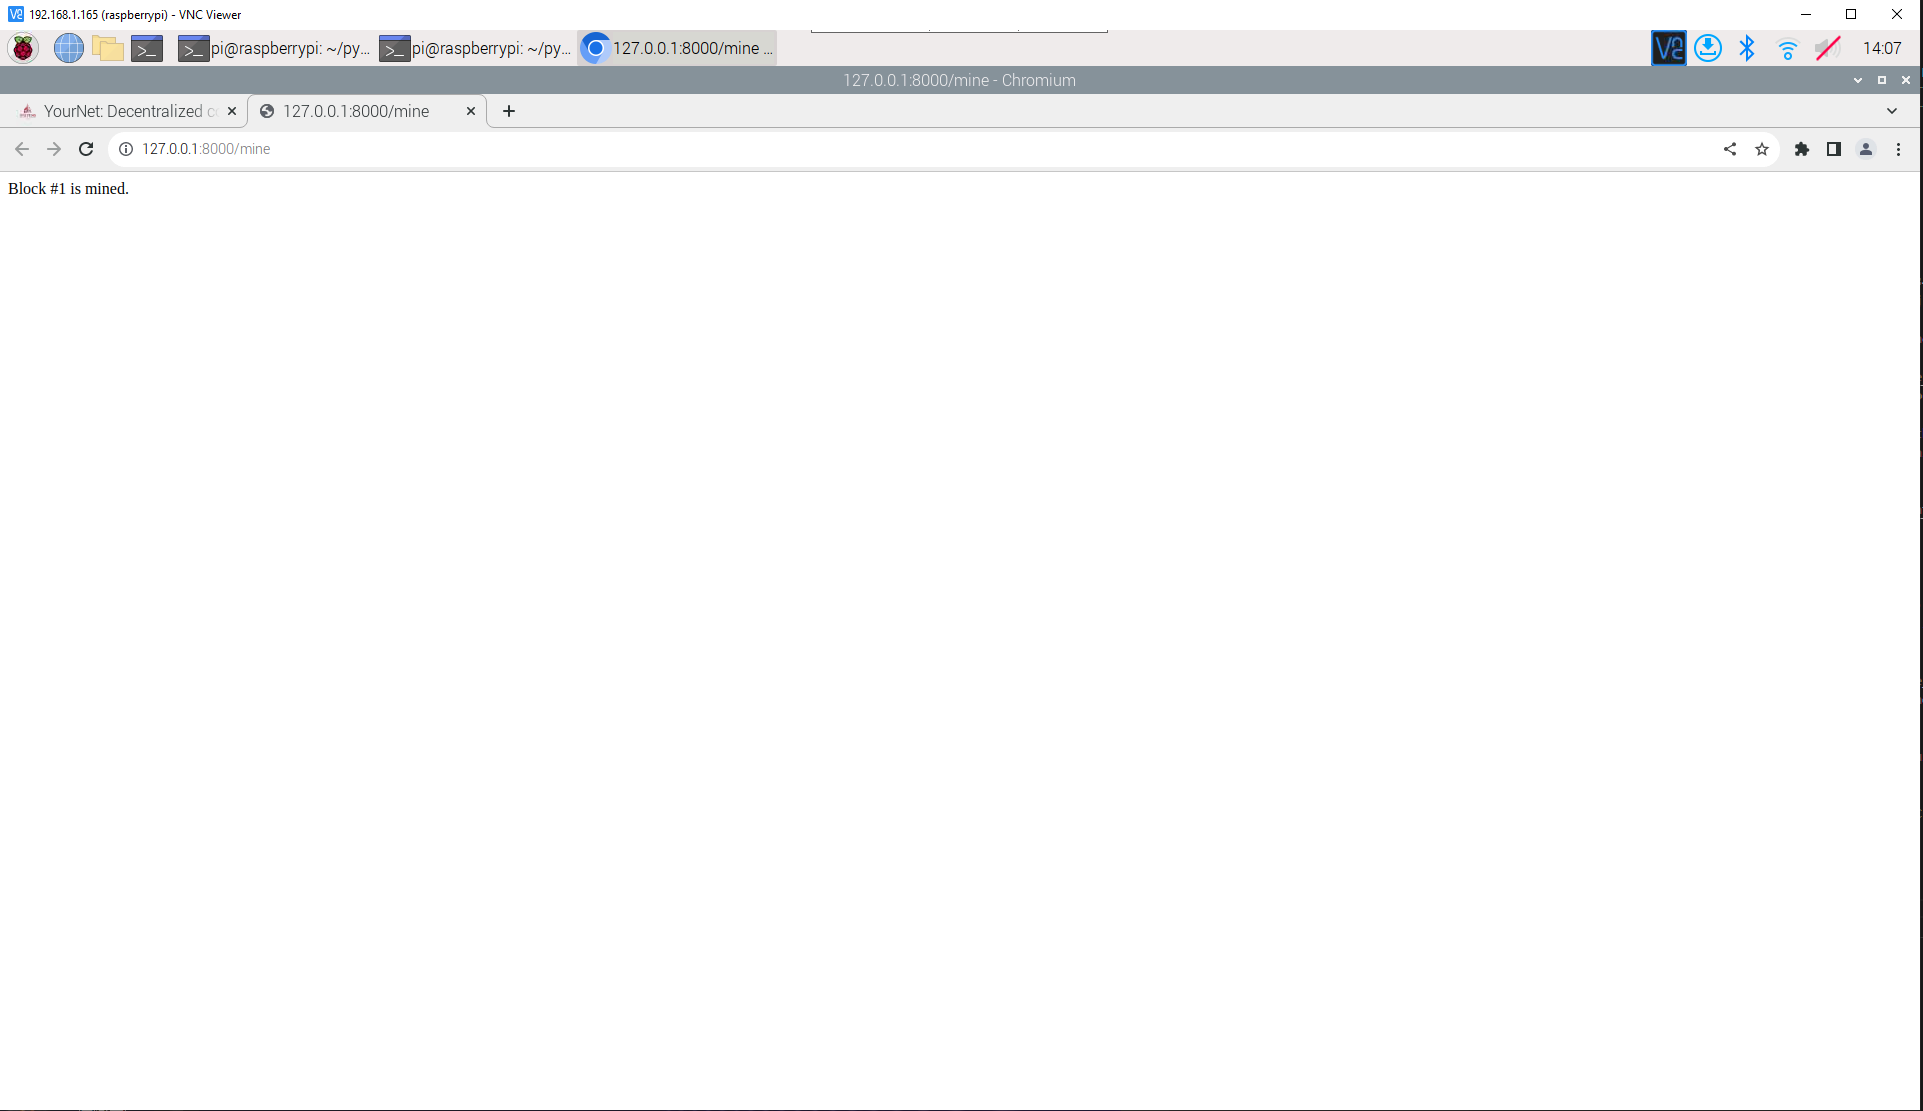 192.168.1.165 (raspberrypi) - VNC Viewer
pi@raspberrypi: ~/py... pi@raspberrypi: ~/py... 127.0.0.1:8000/mine ... 14:07
127.0.0.1:8000/mine - Chromium
YourNet: Decentralized co 127.0.0.1:8000/mine
127.0.0.1:8000/mine
Block #1 is mined.